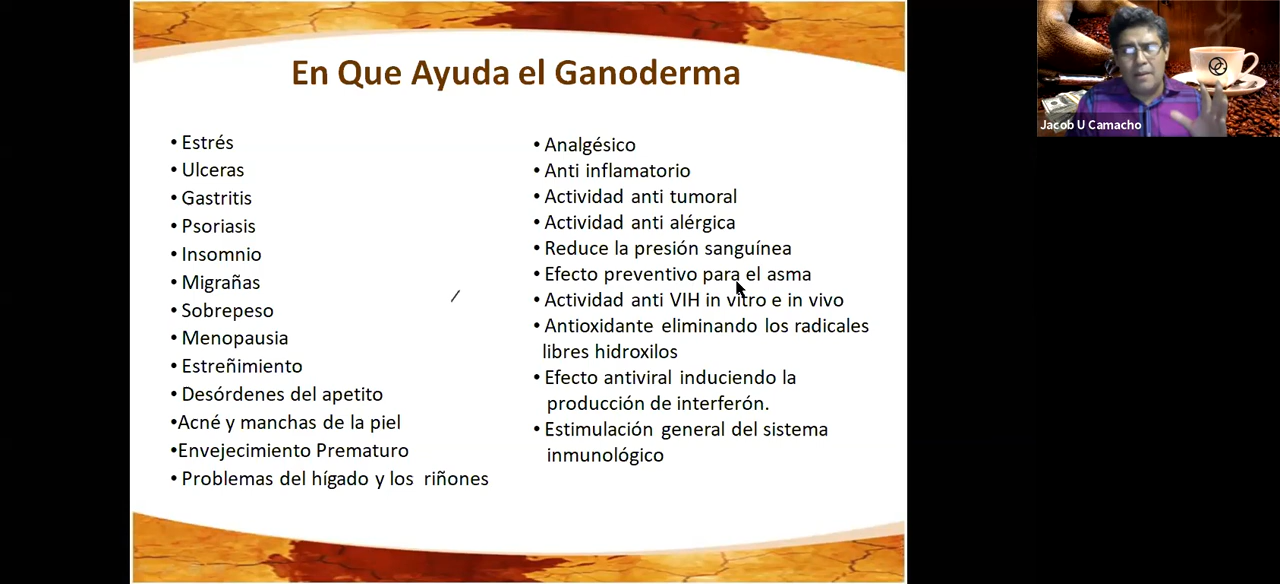 En Que Ayuda el Ganoderma
• Estrés
• Ulceras
• Gastritis
• Psoriasis
• Insomnio
• Migrañas
• Sobrepeso
• Menopausia
• Estreñimiento
• Desórdenes del apetito
•Acné y manchas de la piel
•Envejecimiento Prematuro
• Problemas del hígado y los riñones
• Analgésico
• Anti inflamatorio
• Actividad anti tumoral
• Actividad anti alérgica
• Reduce la presión sanguínea
• Efecto preventivo para el asma
• Actividad anti VIH in vitro e in vivo
• Antioxidante eliminando los radicales
libres hidroxilos
• Efecto antiviral induciendo la
producción de interferón.
• Estimulación general del sistema
inmunológico
Jacob U Camacho